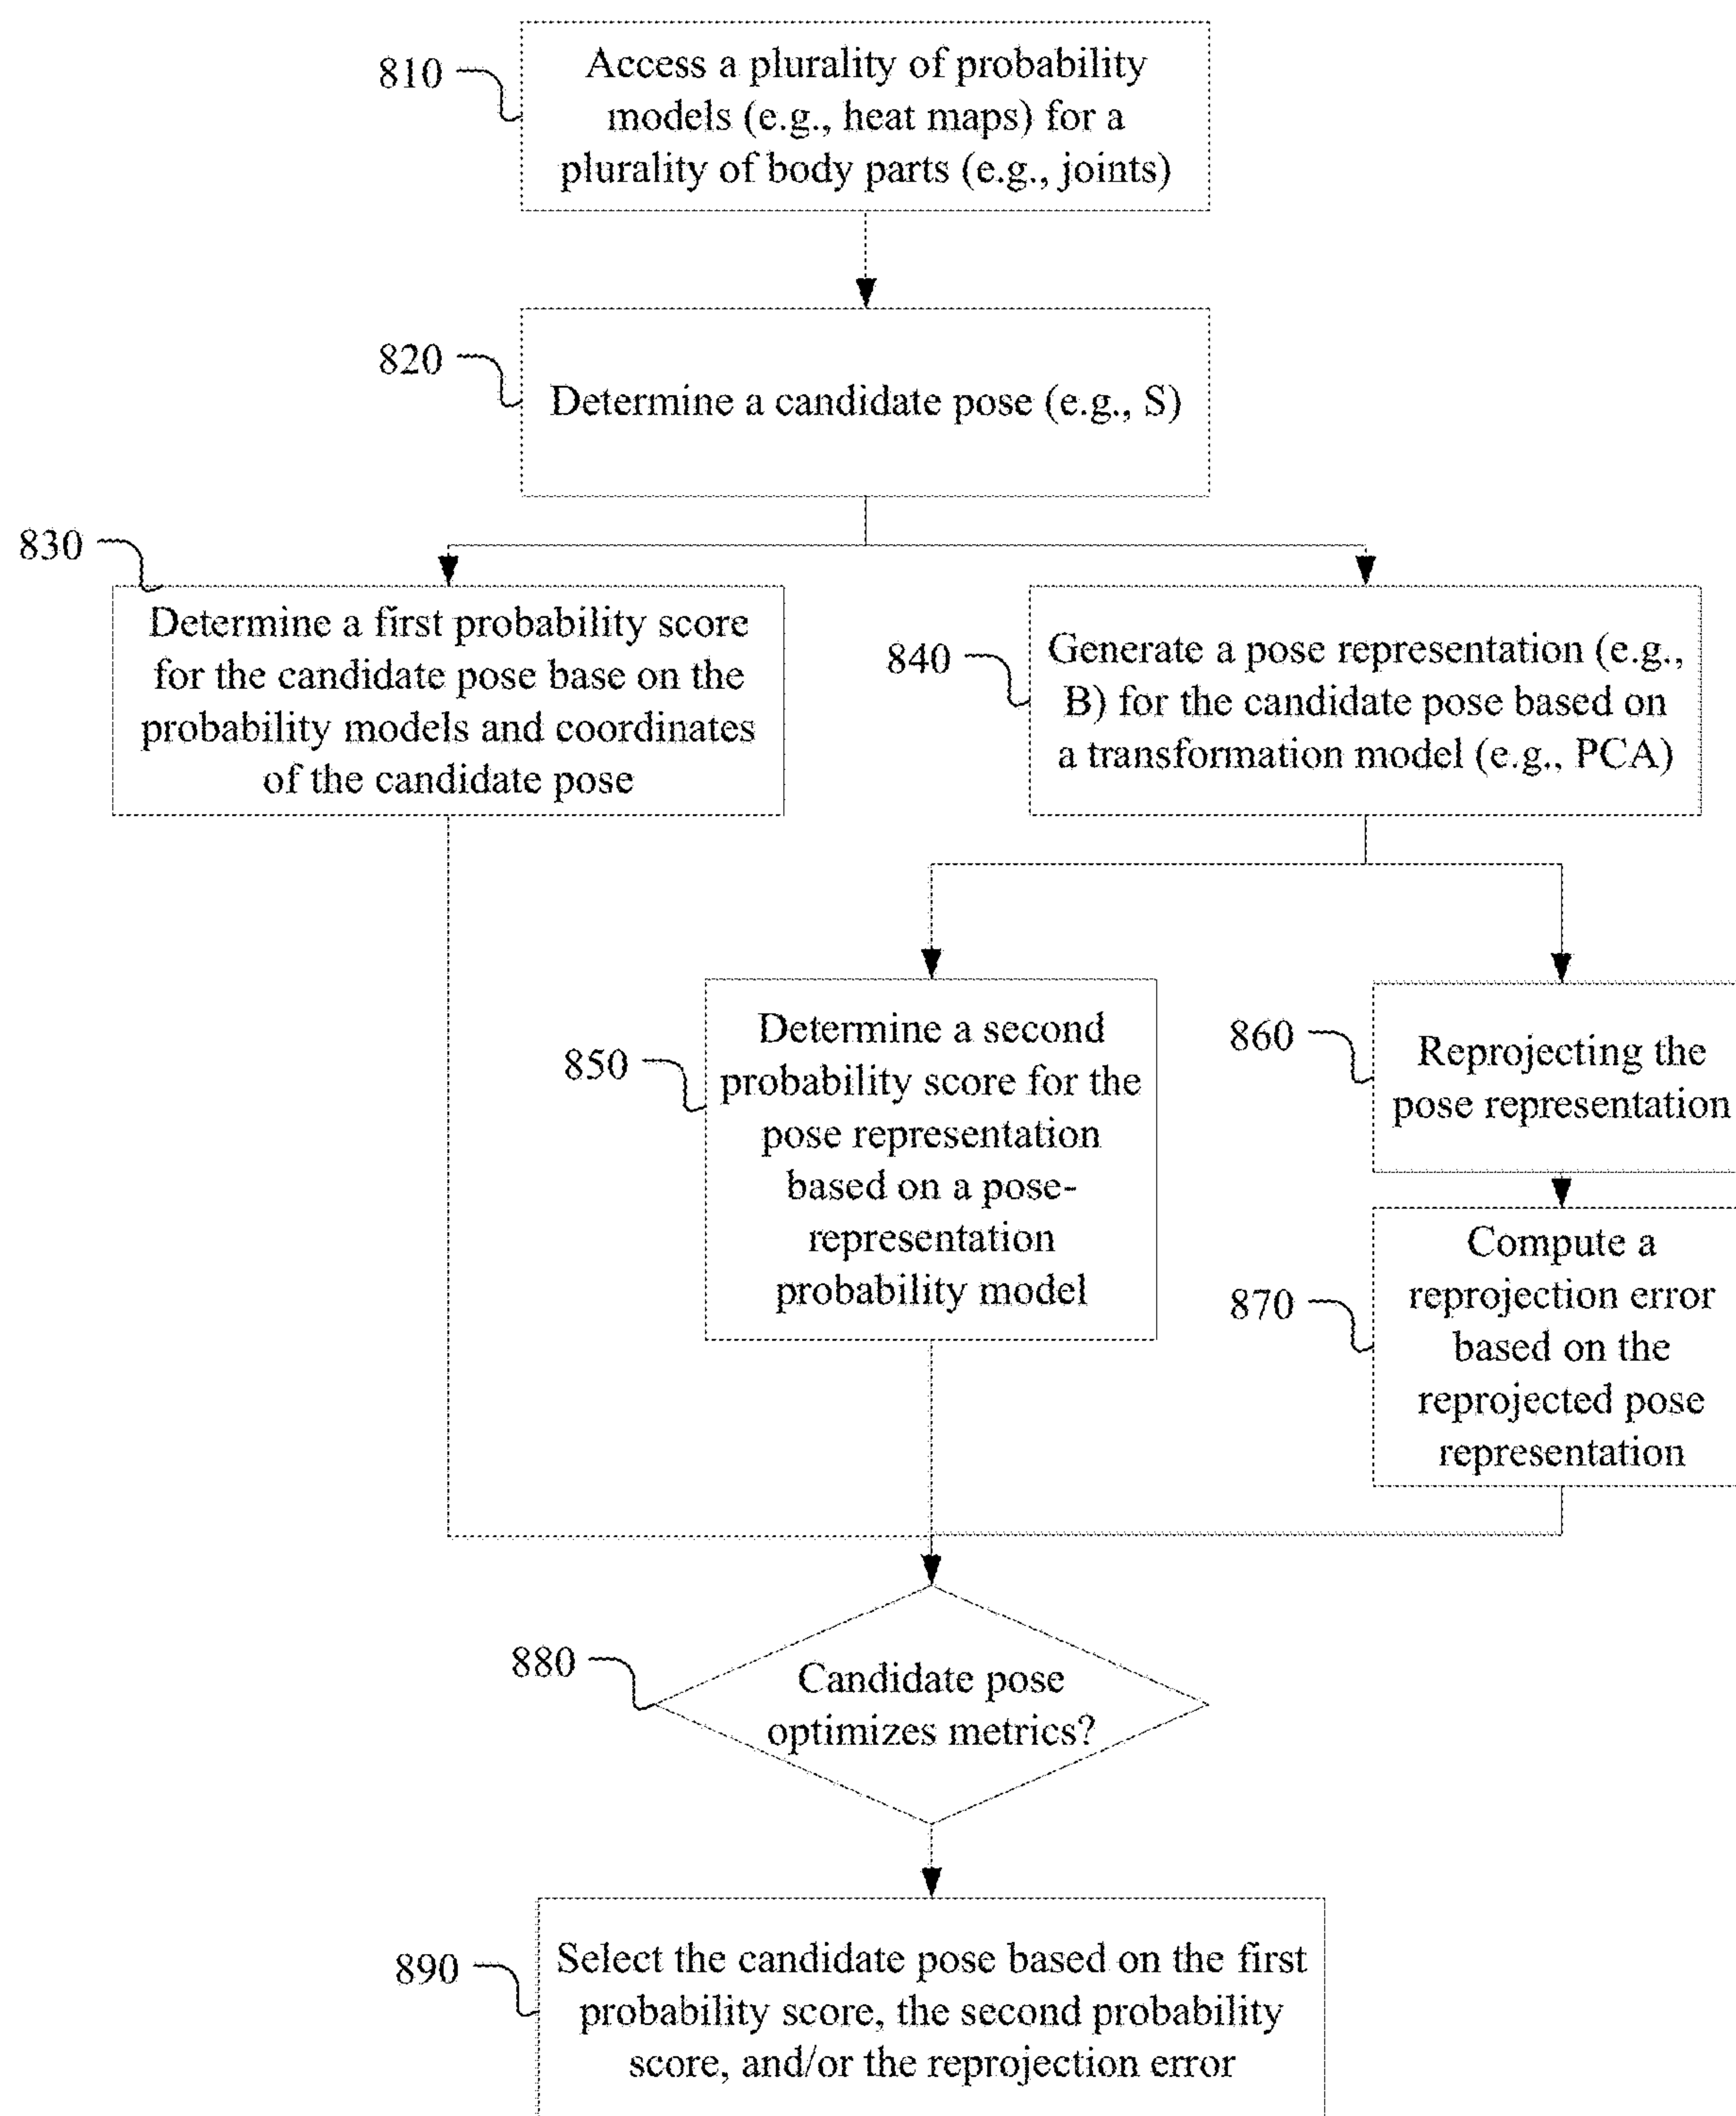 810
Access a plurality of probability
models (e.g., heat maps) for a
plurality of body parts (e.g., joints)
820
Determine a candidate pose (e.g., S)
830
Determine a first probability score
for the candidate pose base on the
probability models and coordinates
of the candidate pose
840
Generate a pose representation (e.g.,
B) for the candidate pose based on
a transformation model (e.g., PCA)
850
Determine a second
probability score for the
pose representation
based on a pose-
representation
probability model
860
Reprojecting the
pose representation
870
Compute a
reprojection error
based on the
reprojected pose
representation
880
Candidate pose
optimizes metrics?
890
Select the candidate pose based on the first
probability score, the second probability
score, and/or the reprojection error